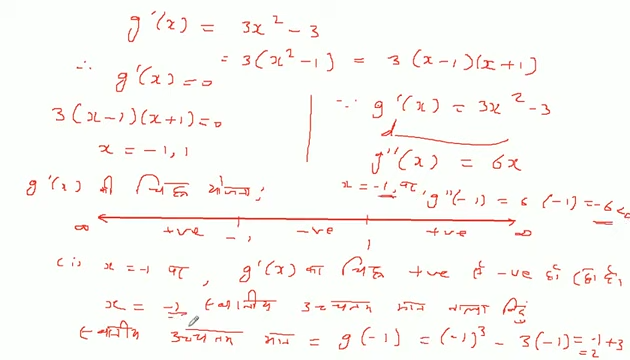 g'(x) = 3x² - 3
= 3(x² - 1) = 3(x-1)(x+1)
∴ g'(x) = 0
3(x-1)(x+1) = 0
x = -1, 1
∵ g'(x) = 3x² - 3
g''(x) = 6x
x = -1, पर, g''(-1) = 6(-1) = -6 < 0
g'(x) की चिह्न योजना;
∞ +ve -1 -ve 1 +ve ∞
(i) x = -1 पर, g'(x) का चिह्न +ve से -ve हो
x = -1 स्थानीय उच्चतम मान वाला बिंदु
स्थानीय उच्चतम मान = g(-1) = (-1)³ - 3(-1) = -1 + 3
= 2